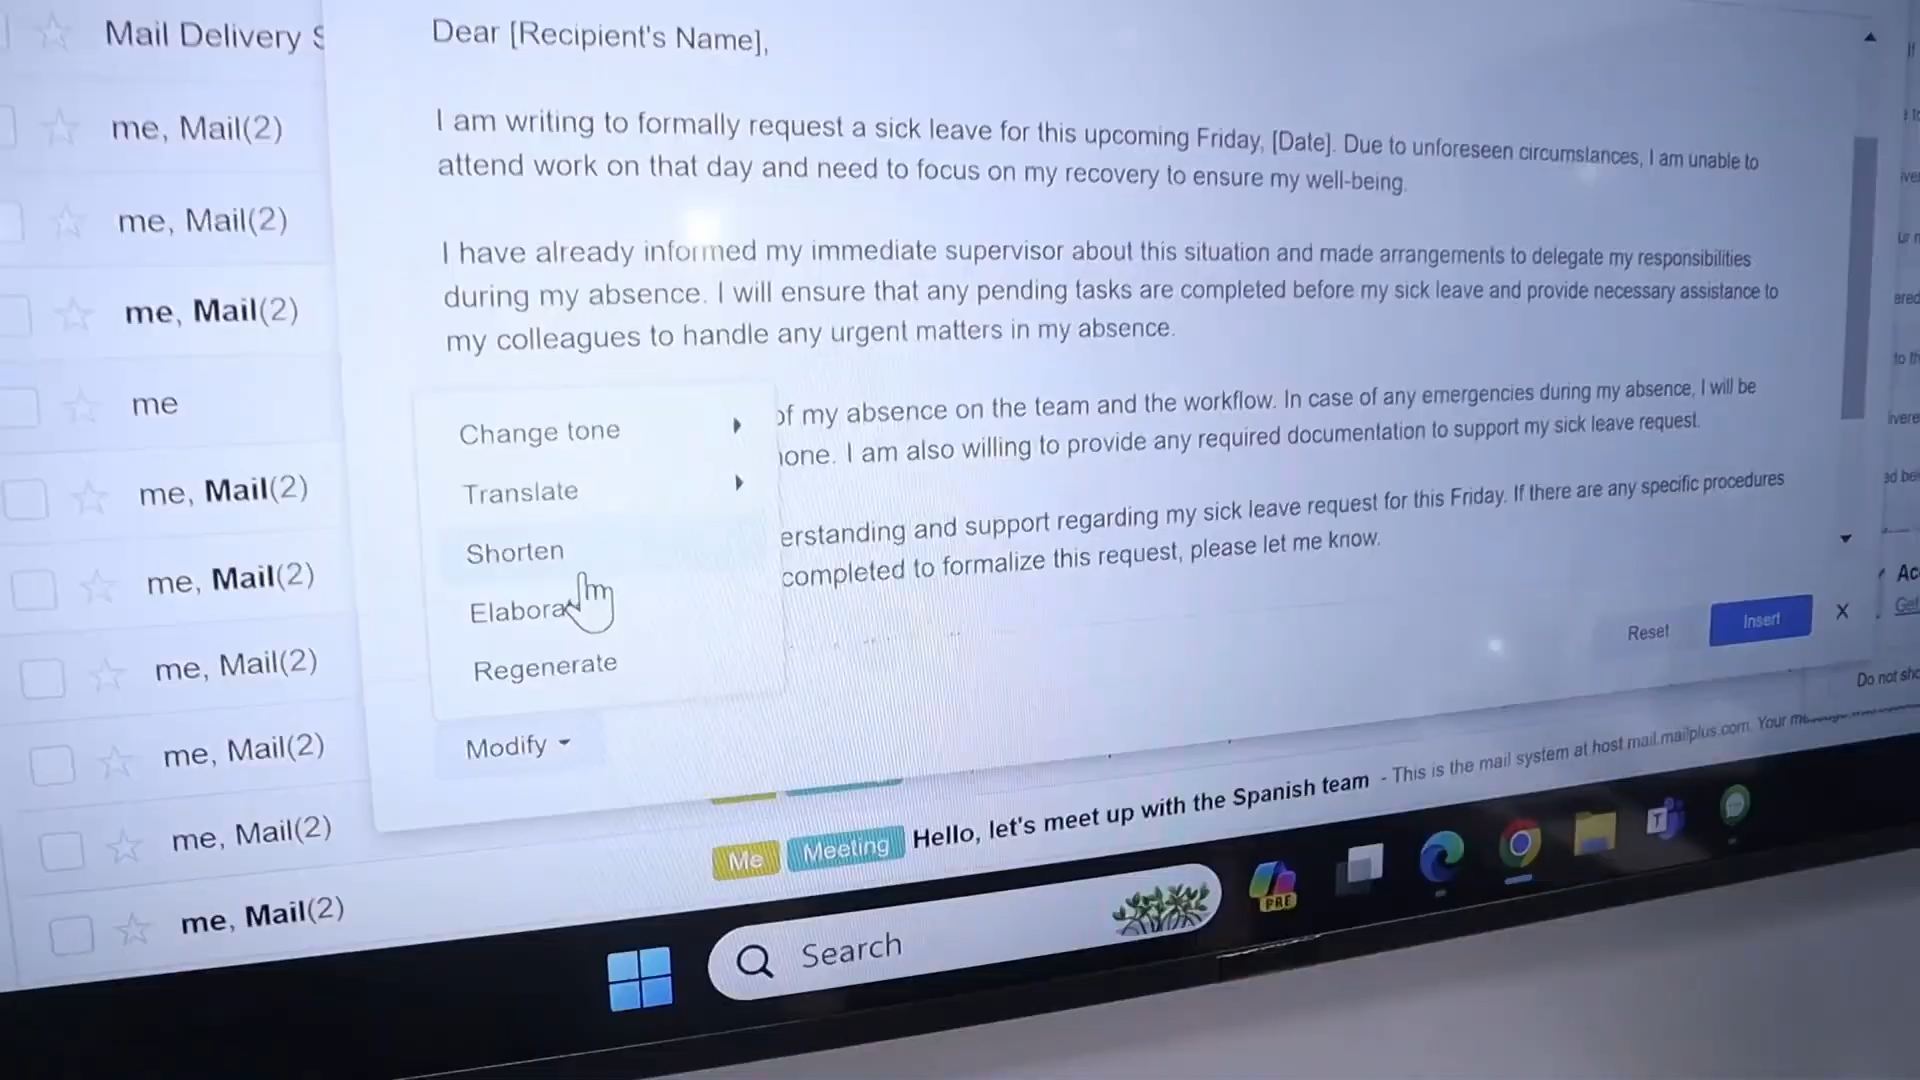 Mail Delivery S
me, Mail(2)
me, Mail(2)
me, Mail(2)
me
me, Mail(2)
me, Mail(2)
me, Mail(2)
me, Mail(2)
me, Mail(2)
me, Mail(2)
Dear [Recipient's Name],
I am writing to formally request a sick leave for this upcoming Friday, [Date]. Due to unforeseen circumstances, I am unable to
attend work on that day and need to focus on my recovery to ensure my well-being.
I have already informed my immediate supervisor about this situation and made arrangements to delegate my responsibilities
during my absence. I will ensure that any pending tasks are completed before my sick leave and provide necessary assistance to
my colleagues to handle any urgent matters in my absence.
of my absence on the team and the workflow. In case of any emergencies during my absence, I will be
one. I am also willing to provide any required documentation to support my sick leave request.
erstanding and support regarding my sick leave request for this Friday. If there are any specific procedures
completed to formalize this request, please let me know.
Change tone
Translate
Shorten
Elabora
Regenerate
Modify
Reset
Insert
X
Do not sho
Me Meeting Hello, let's meet up with the Spanish team - This is the mail system at host mail.mailplus.com. Your
Search
PRE
T